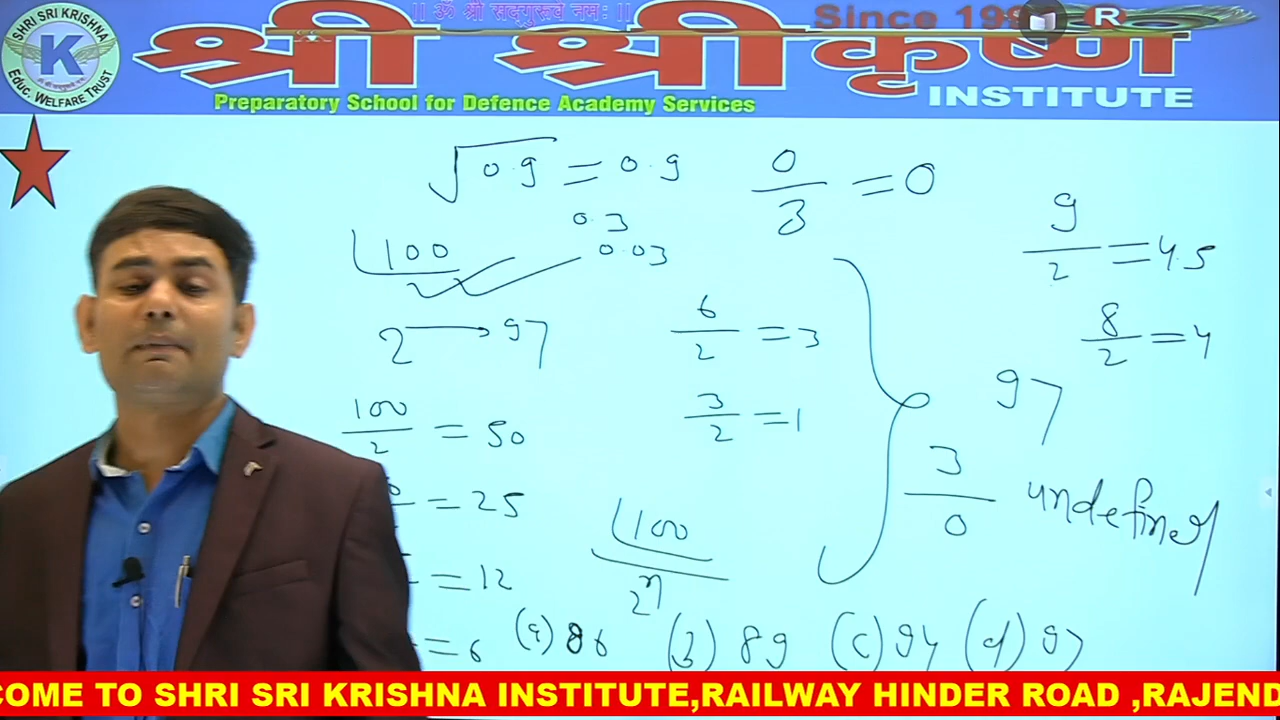 || ॐ श्री सद्गुरूवे नमः ||
SHRI SRI KRISHNA
K
Educ. WELFARE TRUST
श्री श्री कृष्ण
Since 199
R
INSTITUTE
Preparatory School for Defence Academy Services
√0.9 = 0.9
0.3
0.03
0/3 = 0
9/2 = 4.5
8/2 = 4
|100
2 → 97
100/2 = 50
= 25
= 12
= 6
6/2 = 3
3/2 = 1
97
3/0 undefined
|100/2ⁿ
(a) 86 (b) 89 (c) 94 (d) 97
COME TO SHRI SRI KRISHNA INSTITUTE,RAILWAY HINDER ROAD ,RAJEND